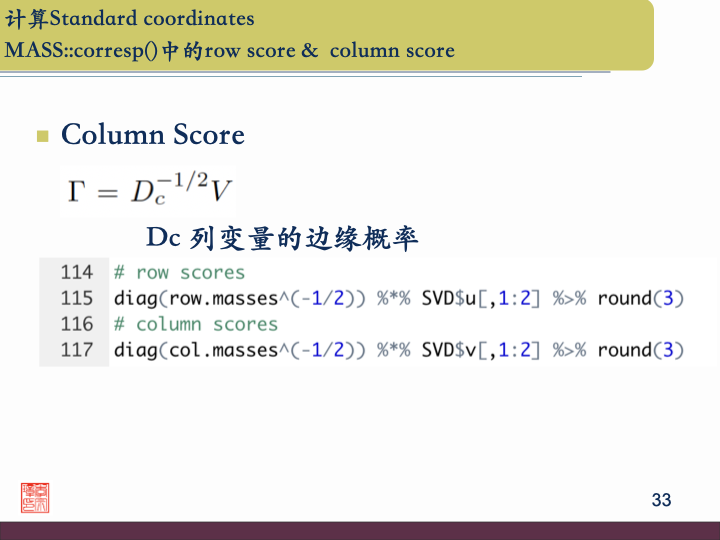 计算Standard coordinates
MASS::corresp()中的row score & column score
Column Score
Γ = D_c^{-1/2}V
Dc 列变量的边缘概率
114 # row scores
115 diag(row.masses^(-1/2)) %*% SVD$u[,1:2] %>% round(3)
116 # column scores
117 diag(col.masses^(-1/2)) %*% SVD$v[,1:2] %>% round(3)
33